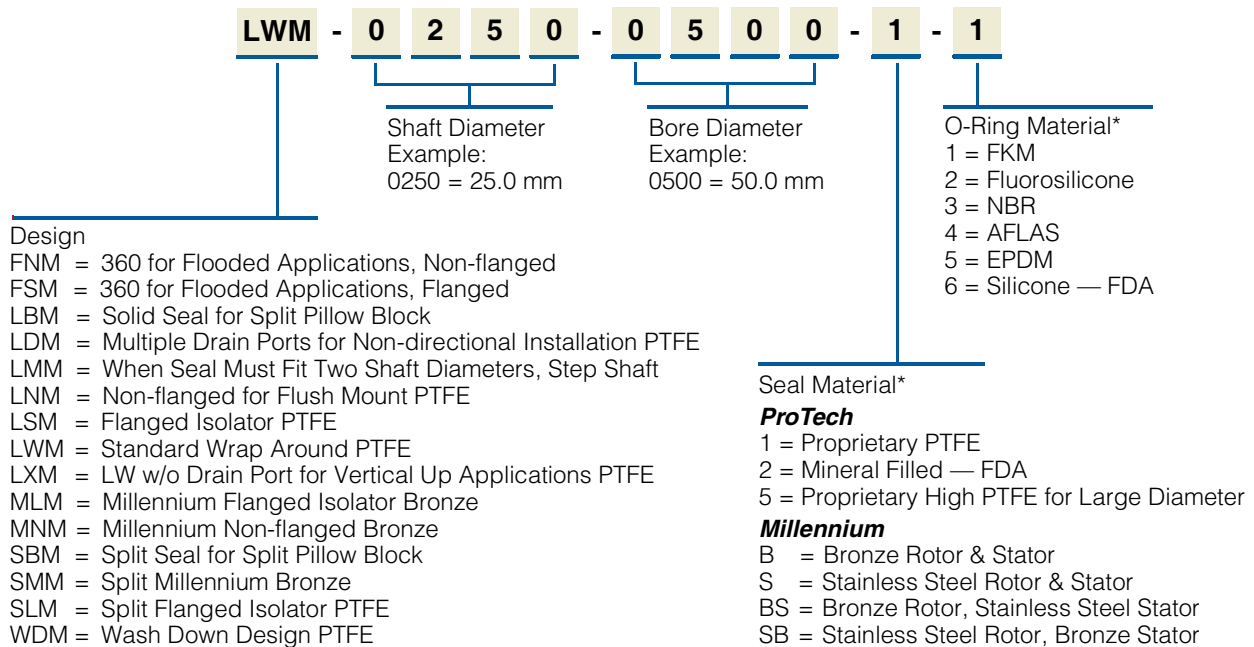 LWM - 0 2 5 0 - 0 5 0 0 - 1 - 1
Shaft Diameter
Example:
0250 = 25.0 mm
Bore Diameter
Example:
0500 = 50.0 mm
O-Ring Material*
1 = FKM
2 = Fluorosilicone
3 = NBR
4 = AFLAS
5 = EPDM
6 = Silicone — FDA
Design
FNM = 360 for Flooded Applications, Non-flanged
FSM = 360 for Flooded Applications, Flanged
LBM = Solid Seal for Split Pillow Block
LDM = Multiple Drain Ports for Non-directional Installation PTFE
LMM = When Seal Must Fit Two Shaft Diameters, Step Shaft
LNM = Non-flanged for Flush Mount PTFE
LSM = Flanged Isolator PTFE
LWM = Standard Wrap Around PTFE
LXM = LW w/o Drain Port for Vertical Up Applications PTFE
MLM = Millennium Flanged Isolator Bronze
MNM = Millennium Non-flanged Bronze
SBM = Split Seal for Split Pillow Block
SMM = Split Millennium Bronze
SLM = Split Flanged Isolator PTFE
WDM = Wash Down Design PTFE
Seal Material*
ProTech
1 = Proprietary PTFE
2 = Mineral Filled — FDA
5 = Proprietary High PTFE for Large Diameter
Millennium
B = Bronze Rotor & Stator
S = Stainless Steel Rotor & Stator
BS = Bronze Rotor, Stainless Steel Stator
SB = Stainless Steel Rotor, Bronze Stator